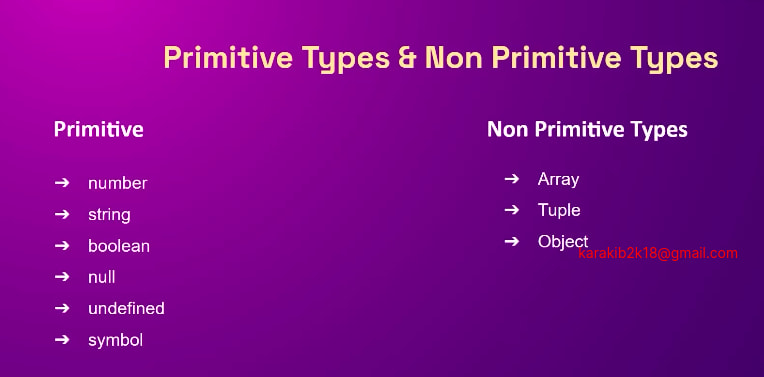 Primitive Types & Non Primitive Types
Primitive
➔ number
➔ string
➔ boolean
➔ null
➔ undefined
➔ symbol
Non Primitive Types
➔ Array
➔ Tuple
➔ Object
karakib2k18@gmail.com